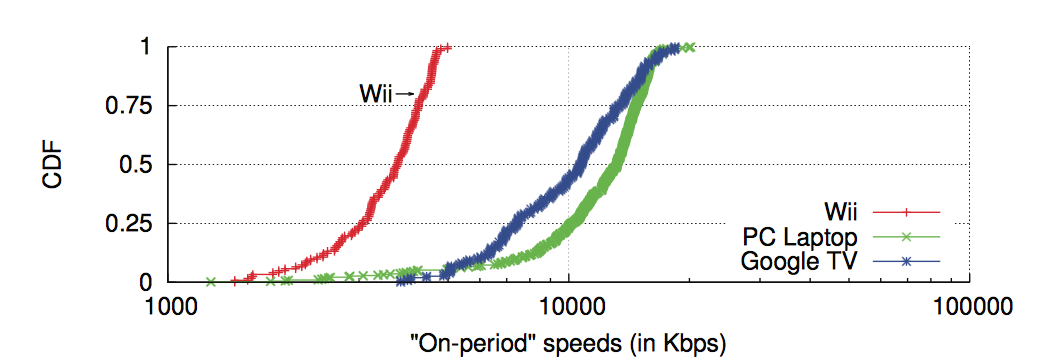 1
0.75
0.5
0.25
0
CDF
Wii
Wii
PC Laptop
Google TV
1000 10000 100000
"On-period" speeds (in Kbps)